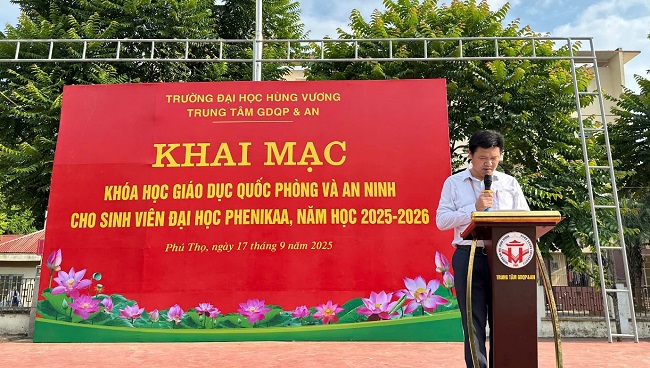 TRƯỜNG ĐẠI HỌC HÙNG VƯƠNG
TRUNG TÂM GDQP & AN
KHAI MẠC
KHÓA HỌC GIÁO DỤC QUỐC PHÒNG VÀ AN NINH
CHO SINH VIÊN ĐẠI HỌC PHENIKAA, NĂM HỌC 2025-2026
Phú Thọ, ngày 17 tháng 9 năm 2025
TRUNG TÂM GDQP&AN